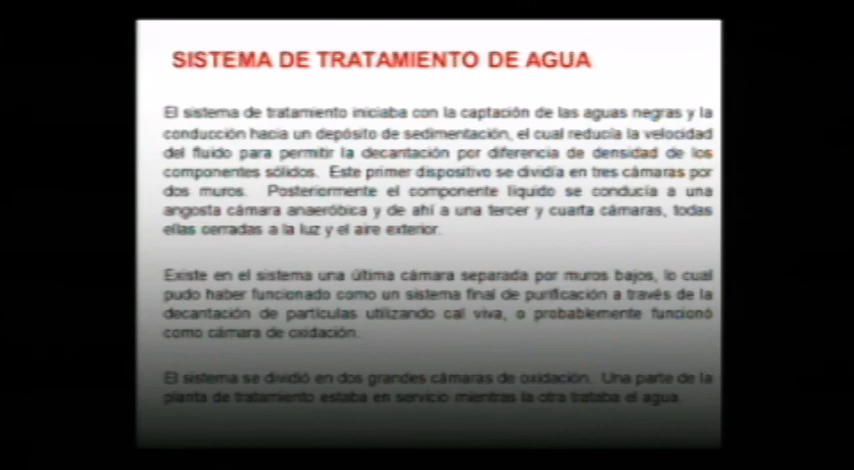 SISTEMA DE TRATAMIENTO DE AGUA
El sistema de tratamiento iniciaba con la captación de las aguas negras y la
conducción hacia un depósito de sedimentación, el cual reducía la velocidad
del fluido para permitir la decantación por diferencia de densidad de los
componentes sólidos. Este primer dispositivo se dividía en tres cámaras por
dos muros. Posteriormente el componente líquido se conducía a una
angosta cámara anaeróbica y de ahí a una tercer y cuarta cámaras, todas
ellas cerradas a la luz y el aire exterior.
Existe en el sistema una última cámara separada por muros bajos, lo cual
pudo haber funcionado como un sistema final de purificación a través de la
decantación de partículas utilizando cal viva, o probablemente funcionó
como cámara de oxidación.
El sistema se dividió en dos grandes cámaras de oxidación. Una parte de la
planta de tratamiento estaba en servicio mientras la otra trataba el agua.